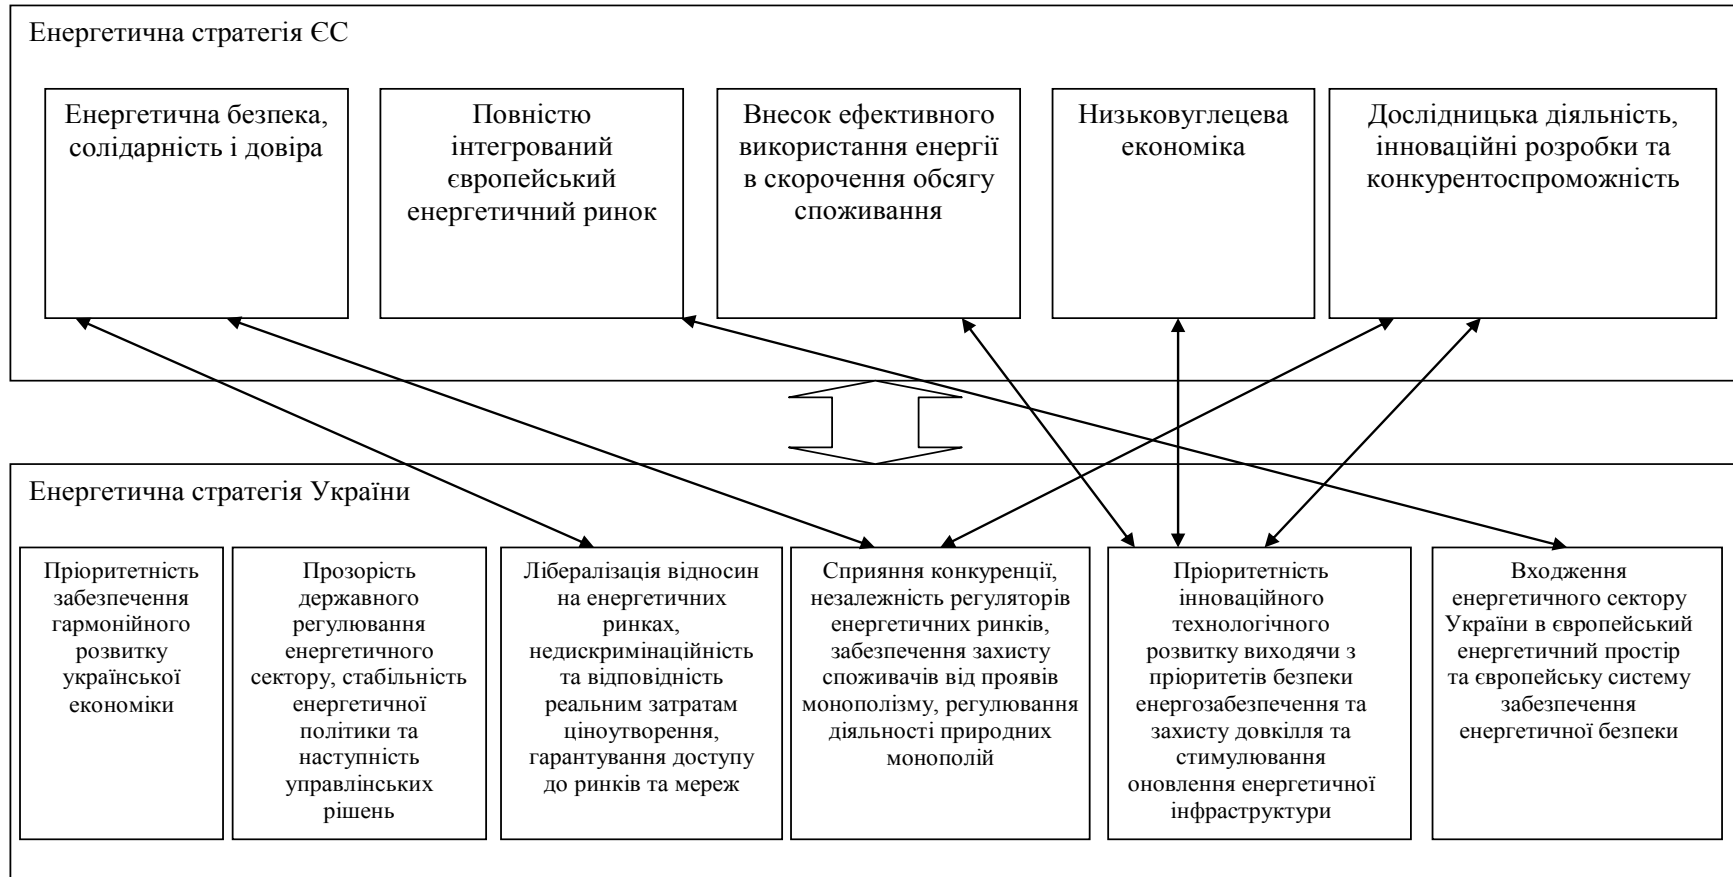 Енергетична стратегія ЄС
Енергетична безпека,
солідарність і довіра
Повністю
інтегрований
європейський
енергетичний ринок
Внесок ефективного
використання енергії
в скорочення обсягу
споживання
Низьковуглецева
економіка
Дослідницька діяльність,
інноваційні розробки та
конкурентоспроможність
Енергетична стратегія України
Пріоритетність
забезпечення
гармонійного
розвитку
української
економіки
Прозорість
державного
регулювання
енергетичного
сектору, стабільність
енергетичної
політики та
наступність
управлінських
рішень
Лібералізація відносин
на енергетичних
ринках,
недискримінаційність
та відповідність
реальним затратам
ціноутворення,
гарантування доступу
до ринків та мереж
Сприяння конкуренції,
незалежність регуляторів
енергетичних ринків,
забезпечення захисту
споживачів від проявів
монополізму, регулювання
діяльності природних
монополій
Пріоритетність
інноваційного
технологічного
розвитку виходячи з
пріоритетів безпеки
енергозабезпечення та
захисту довкілля та
стимулювання
оновлення енергетичної
інфраструктури
Входження
енергетичного сектору
України в європейський
енергетичний простір
та європейську систему
забезпечення
енергетичної безпеки